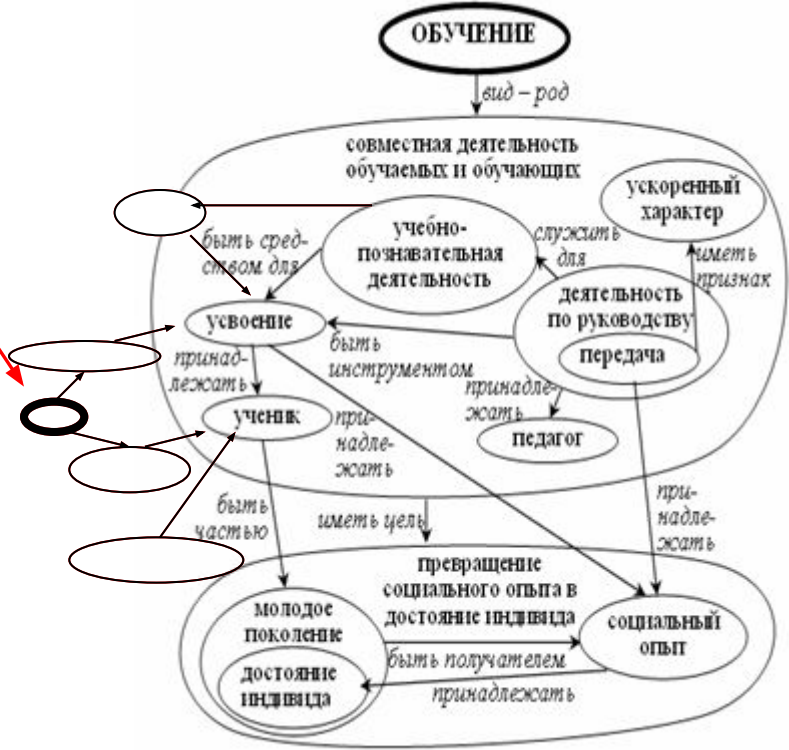 ОБУЧЕНИЕ
вид – род
совместная деятельность
обучаемых и обучающих
ускоренный
характер
учебно-
познавательная
деятельность
служить
для
иметь
признак
быть сред-
ством для
деятельность
по руководству
передача
усвоение
быть
инструментом
принад-
лежать
принадле-
жать
ученик
при-
надле-
жать
педагог
быть
частью
иметь цель
при-
надле-
жать
превращение
социального опыта в
достояние индивида
молодое
поколение
социальный
опыт
быть получателем
достояние
индивида
принадлежать